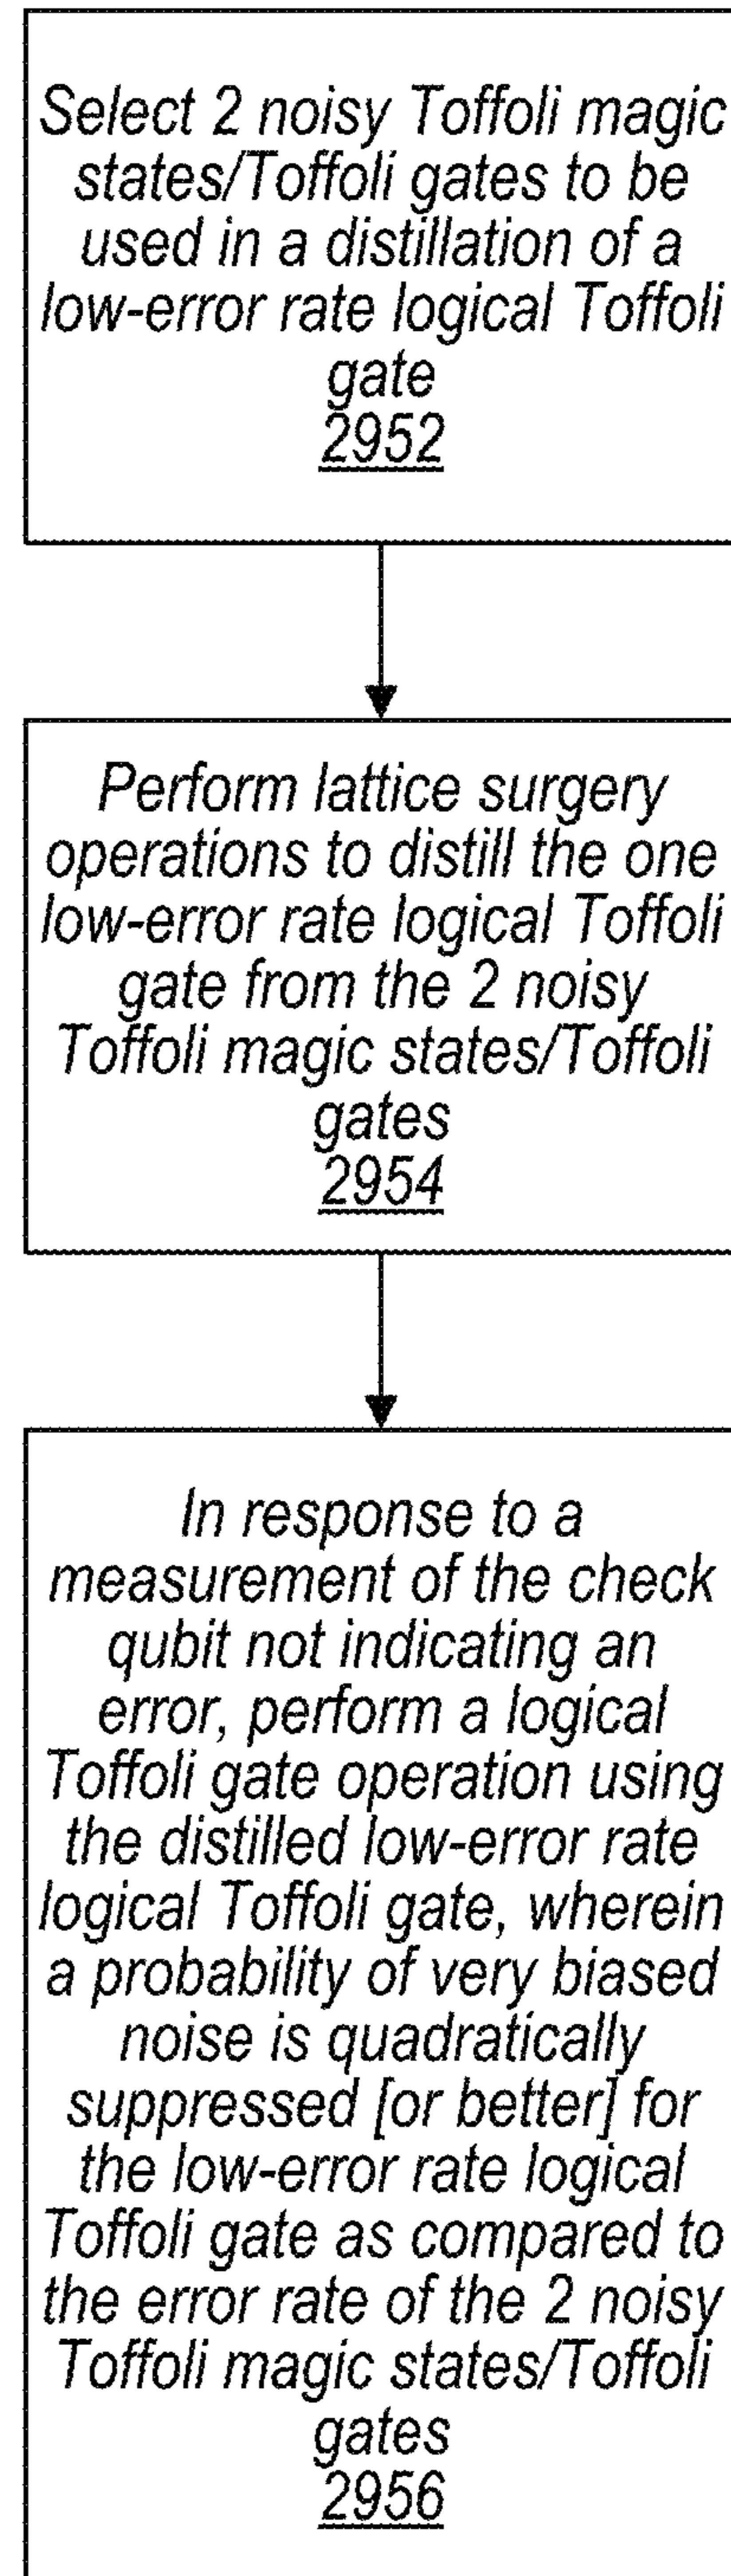 Select 2 noisy Toffoli magic
states/Toffoli gates to be
used in a distillation of a
low-error rate logical Toffoli
gate
2952
Perform lattice surgery
operations to distill the one
low-error rate logical Toffoli
gate from the 2 noisy
Toffoli magic states/Toffoli
gates
2954
In response to a
measurement of the check
qubit not indicating an
error, perform a logical
Toffoli gate operation using
the distilled low-error rate
logical Toffoli gate, wherein
a probability of very biased
noise is quadratically
suppressed [or better] for
the low-error rate logical
Toffoli gate as compared to
the error rate of the 2 noisy
Toffoli magic states/Toffoli
gates
2956